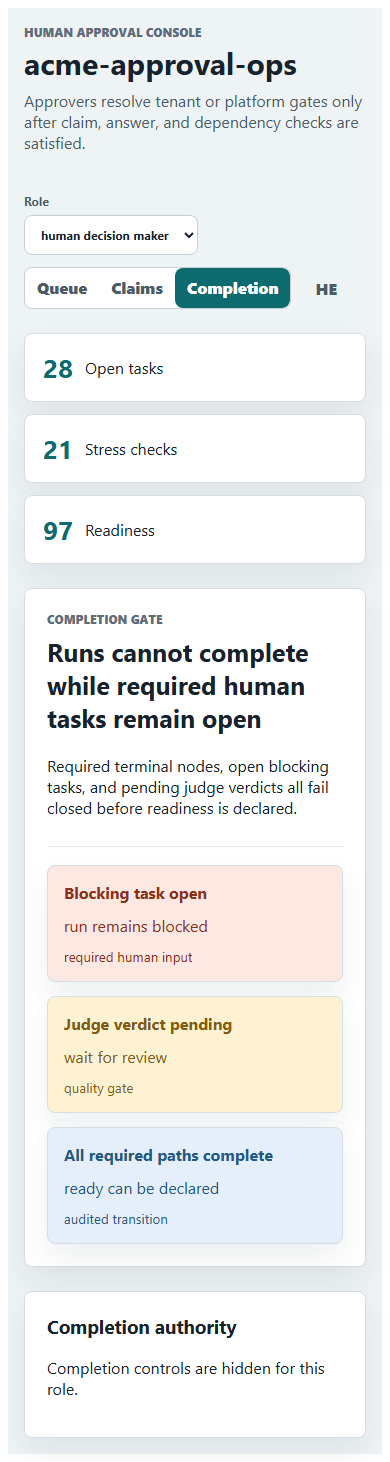 HUMAN APPROVAL CONSOLE
acme-approval-ops
Approvers resolve tenant or platform gates only
after claim, answer, and dependency checks are
satisfied.
Role
human decision maker
Queue Claims Completion HE
28 Open tasks
21 Stress checks
97 Readiness
COMPLETION GATE
Runs cannot complete
while required human
tasks remain open
Required terminal nodes, open blocking
tasks, and pending judge verdicts all fail
closed before readiness is declared.
Blocking task open
run remains blocked
required human input
Judge verdict pending
wait for review
quality gate
All required paths complete
ready can be declared
audited transition
Completion authority
Completion controls are hidden for this
role.